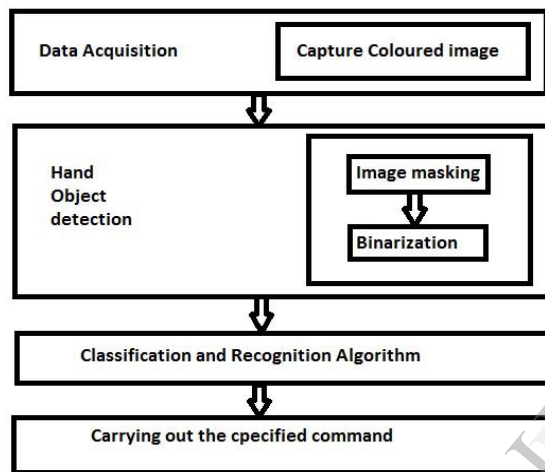 Data Acquisition
Capture Coloured image
Hand
Object
detection
Image masking
Binarization
Classification and Recognition Algorithm
Carrying out the cpecified command